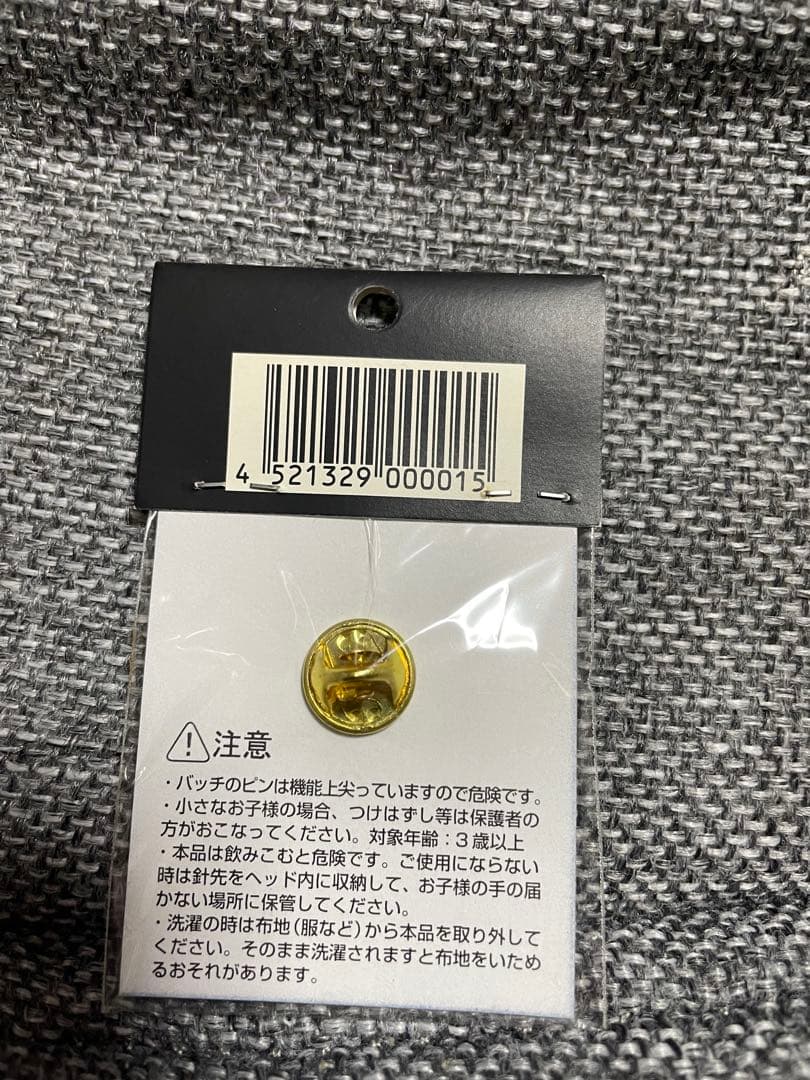 4 521329 000015
注意
・バッチのピンは機能上尖っていますので危険です。
・小さなお子様の場合、つけはずし等は保護者の
方がおこなってください。対象年齢：3歳以上
・本品は飲みこむと危険です。ご使用にならない
時は針先をヘッド内に収納して、お子様の手の届
かない場所に保管してください。
・洗濯の時は布地（服など）から本品を取り外して
ください。そのまま洗濯されますと布地をいため
るおそれがあります。